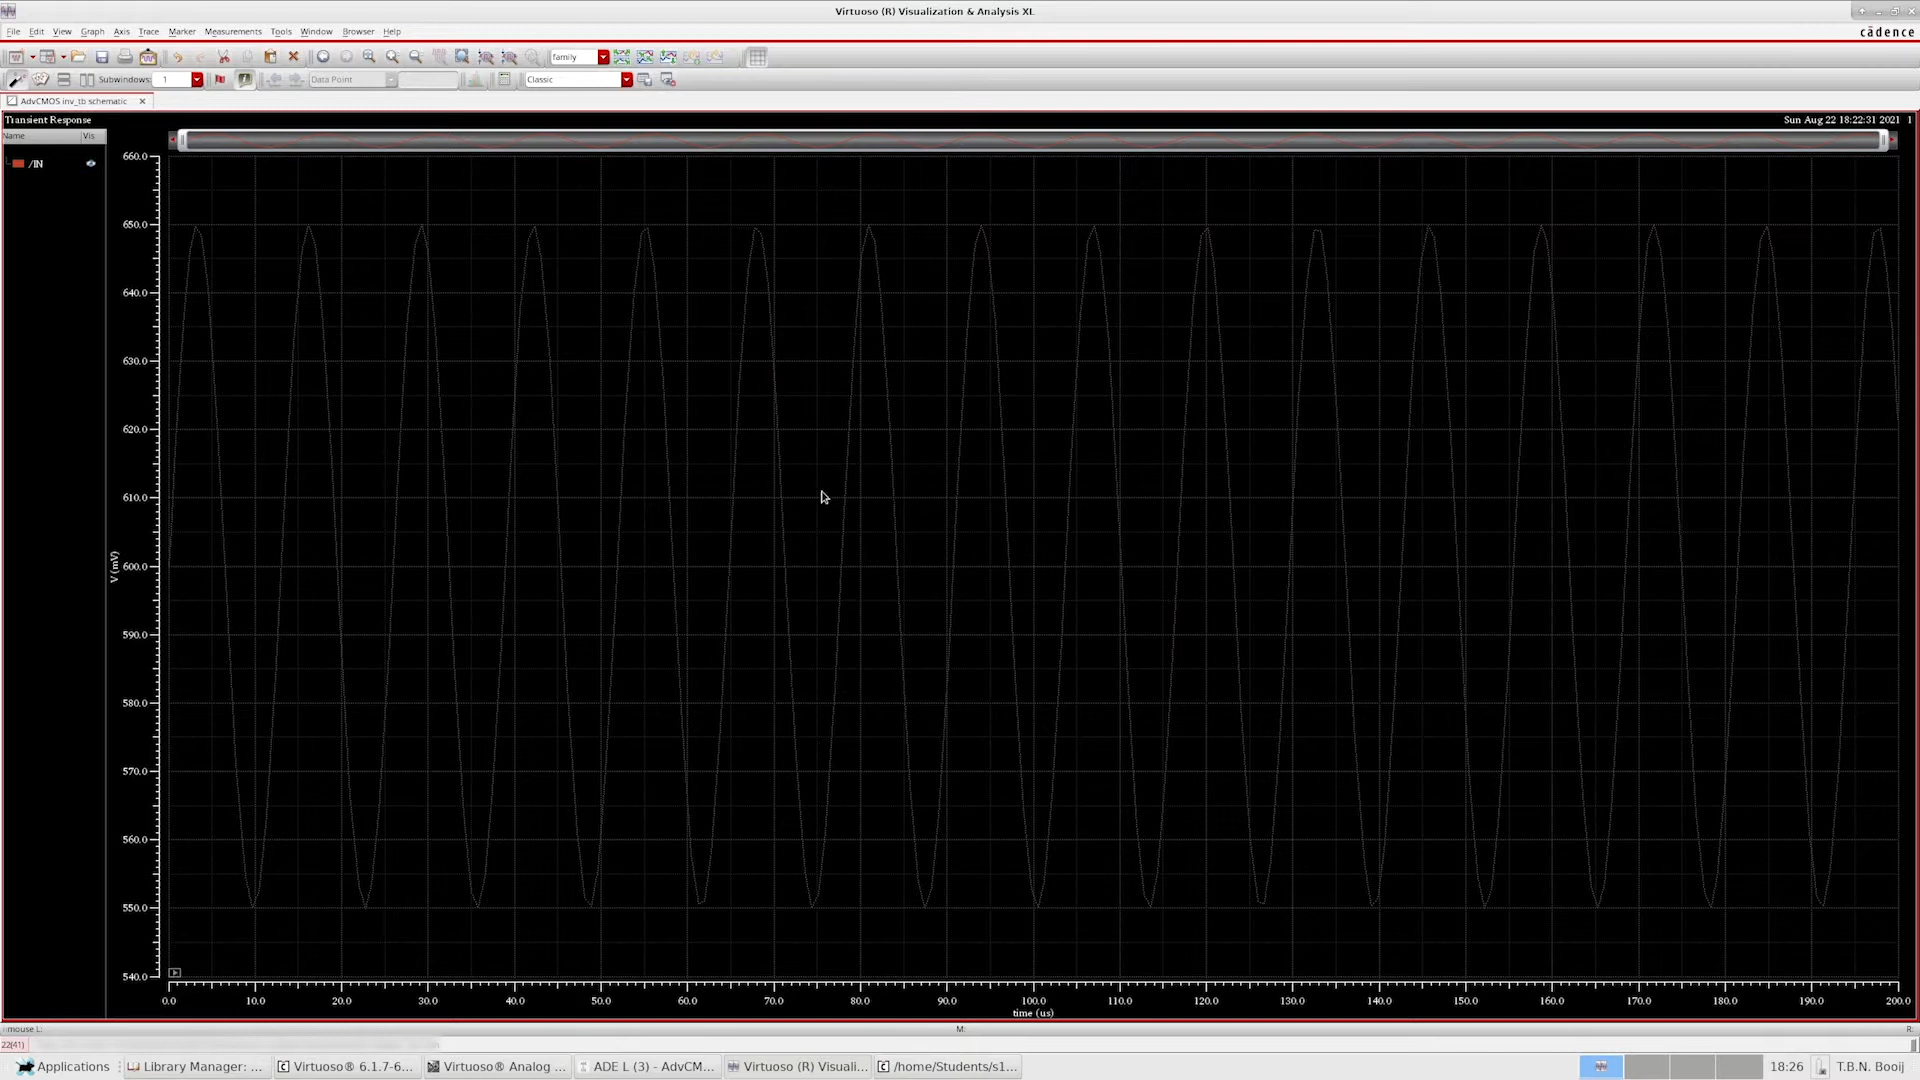 Virtuoso (R) Visualization & Analysis XL
File Edit View Graph Axis Trace Marker Measurements Tools Window Browser Help
cādence
family
Subwindows: 1 Data Point Classic
AdvCMOS inv_tb schematic
Transient Response
Sun Aug 22 18:22:31 2021 1
Name Vis
/IN
660.0
650.0
640.0
630.0
620.0
610.0
600.0
590.0
580.0
570.0
560.0
550.0
540.0
V (mV)
0.0 10.0 20.0 30.0 40.0 50.0 60.0 70.0 80.0 90.0 100.0 110.0 120.0 130.0 140.0 150.0 160.0 170.0 180.0 190.0 200.0
time (us)
mouse L: M: R:
22(41)
Applications Library Manager: ... Virtuoso® 6.1.7-6... Virtuoso® Analog ... ADE L (3) - AdvCM... Virtuoso (R) Visuali... /home/Students/s1... 18:26 T.B.N. Booij